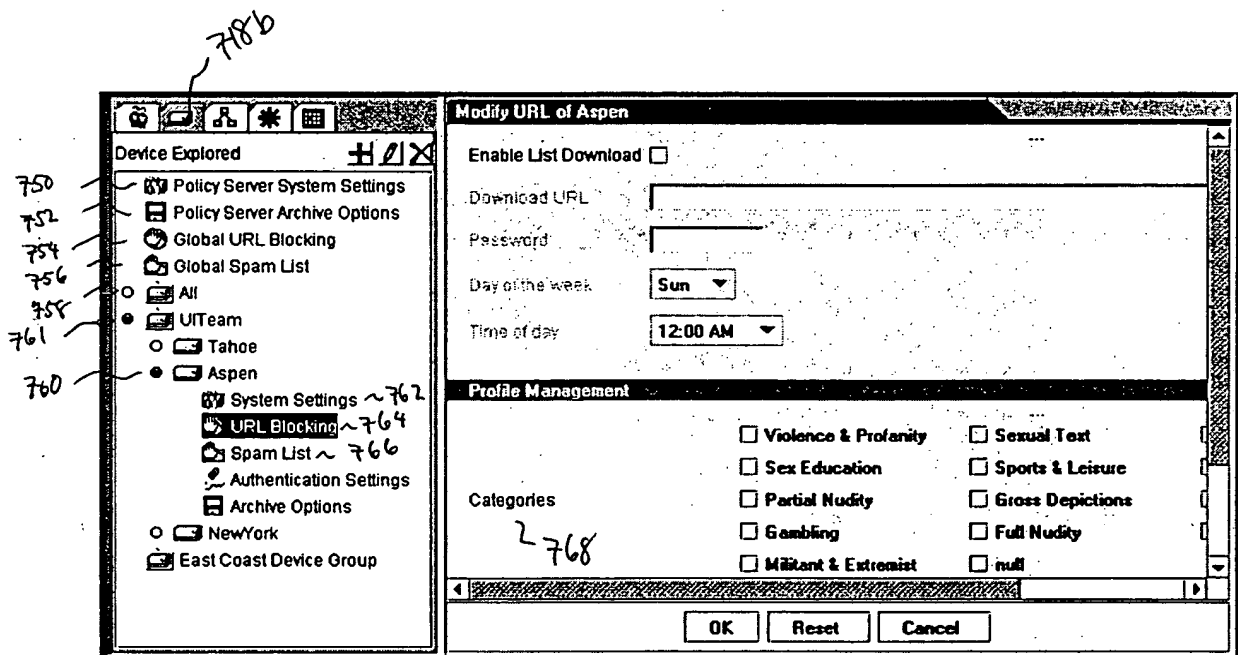 718b
Device Explored
750 Policy Server System Settings
752 Policy Server Archive Options
754 Global URL Blocking
756 Global Spam List
758 All
761 UITeam
Tahoe
760 Aspen
System Settings ~762
URL Blocking ~764
Spam List ~ 766
Authentication Settings
Archive Options
NewYork
East Coast Device Group
Modify URL of Aspen
...
Enable List Download
Download URL
Password
Day of the week Sun
Time of day 12:00 AM
Profile Management
...
Violence & Profanity Sexual Text
Sex Education Sports & Leisure
Categories Partial Nudity Gross Depictions
768 Gambling Full Nudity
Militant & Extremist null
OK Reset Cancel